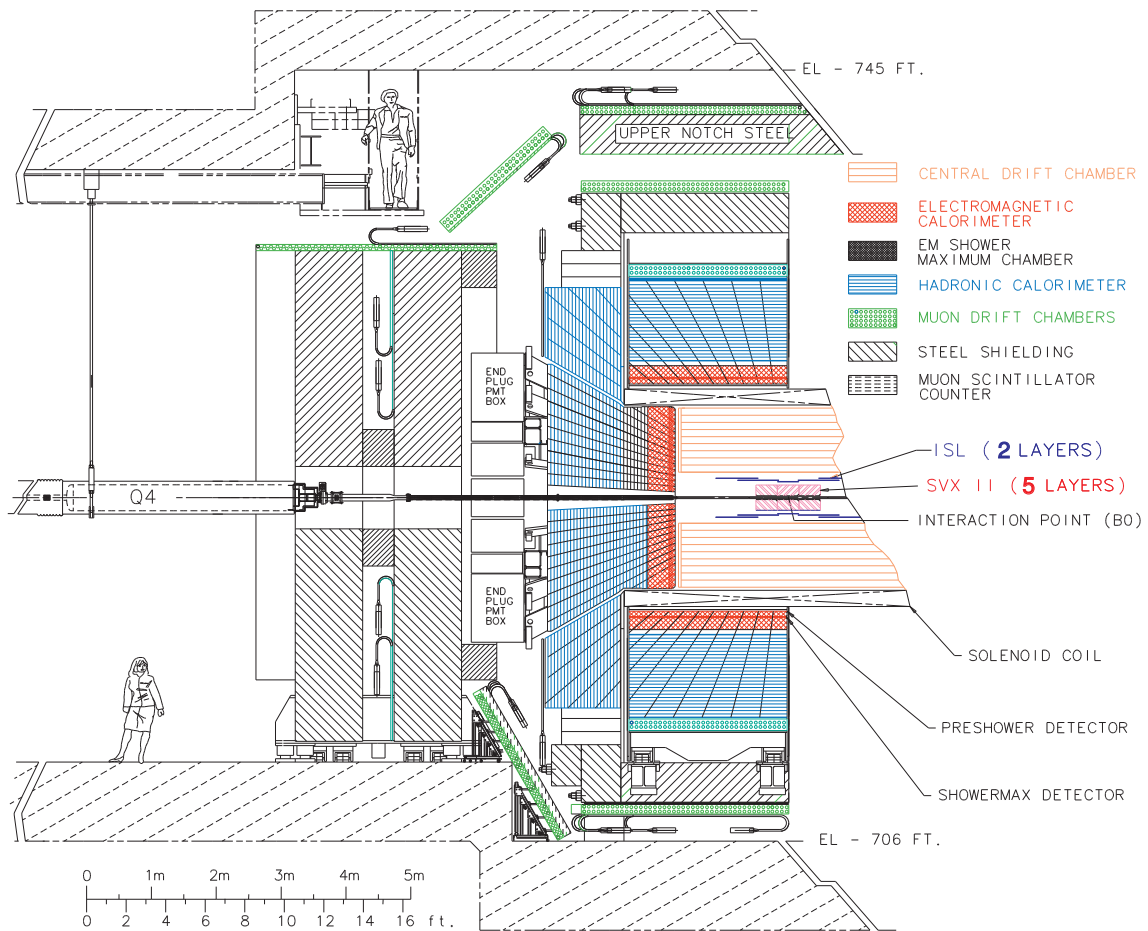 EL - 745 FT.
UPPER NOTCH STEEL
CENTRAL DRIFT CHAMBER
ELECTROMAGNETIC
CALORIMETER
EM SHOWER
MAXIMUM CHAMBER
HADRONIC CALORIMETER
MUON DRIFT CHAMBERS
STEEL SHIELDING
MUON SCINTILLATOR
COUNTER
END
PLUG
PMT
BOX
ISL (2 LAYERS)
SVX II (5 LAYERS)
INTERACTION POINT (B0)
Q4
END
PLUG
PMT
BOX
SOLENOID COIL
PRESHOWER DETECTOR
SHOWERMAX DETECTOR
EL - 706 FT.
0 1m 2m 3m 4m 5m
0 2 4 6 8 10 12 14 16 ft.